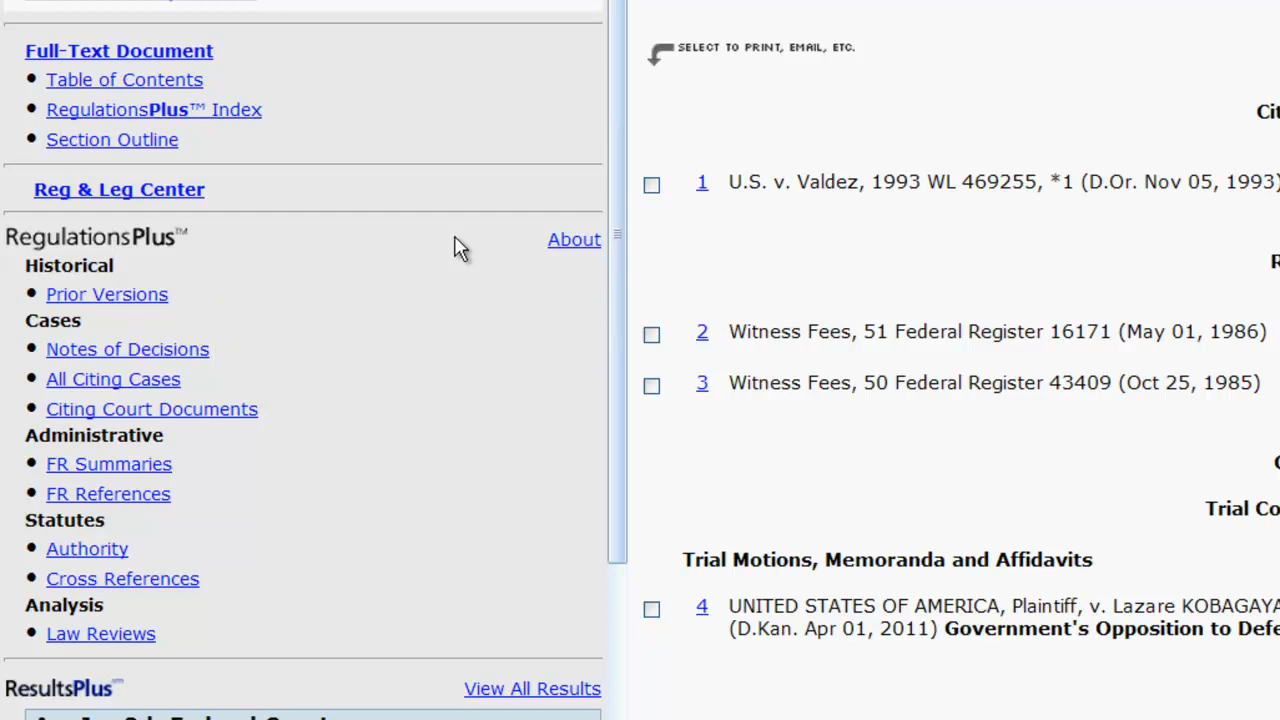 Full-Text Document
• Table of Contents
• RegulationsPlus™ Index
• Section Outline
Reg & Leg Center
RegulationsPlus™ About
Historical
• Prior Versions
Cases
• Notes of Decisions
• All Citing Cases
• Citing Court Documents
Administrative
• FR Summaries
• FR References
Statutes
• Authority
• Cross References
Analysis
• Law Reviews
ResultsPlus™ View All Results
SELECT TO PRINT, EMAIL, ETC.
Cit
1 U.S. v. Valdez, 1993 WL 469255, *1 (D.Or. Nov 05, 1993)
R
2 Witness Fees, 51 Federal Register 16171 (May 01, 1986)
3 Witness Fees, 50 Federal Register 43409 (Oct 25, 1985)
Trial Co
Trial Motions, Memoranda and Affidavits
4 UNITED STATES OF AMERICA, Plaintiff, v. Lazare KOBAGAYA
(D.Kan. Apr 01, 2011) Government's Opposition to Defe